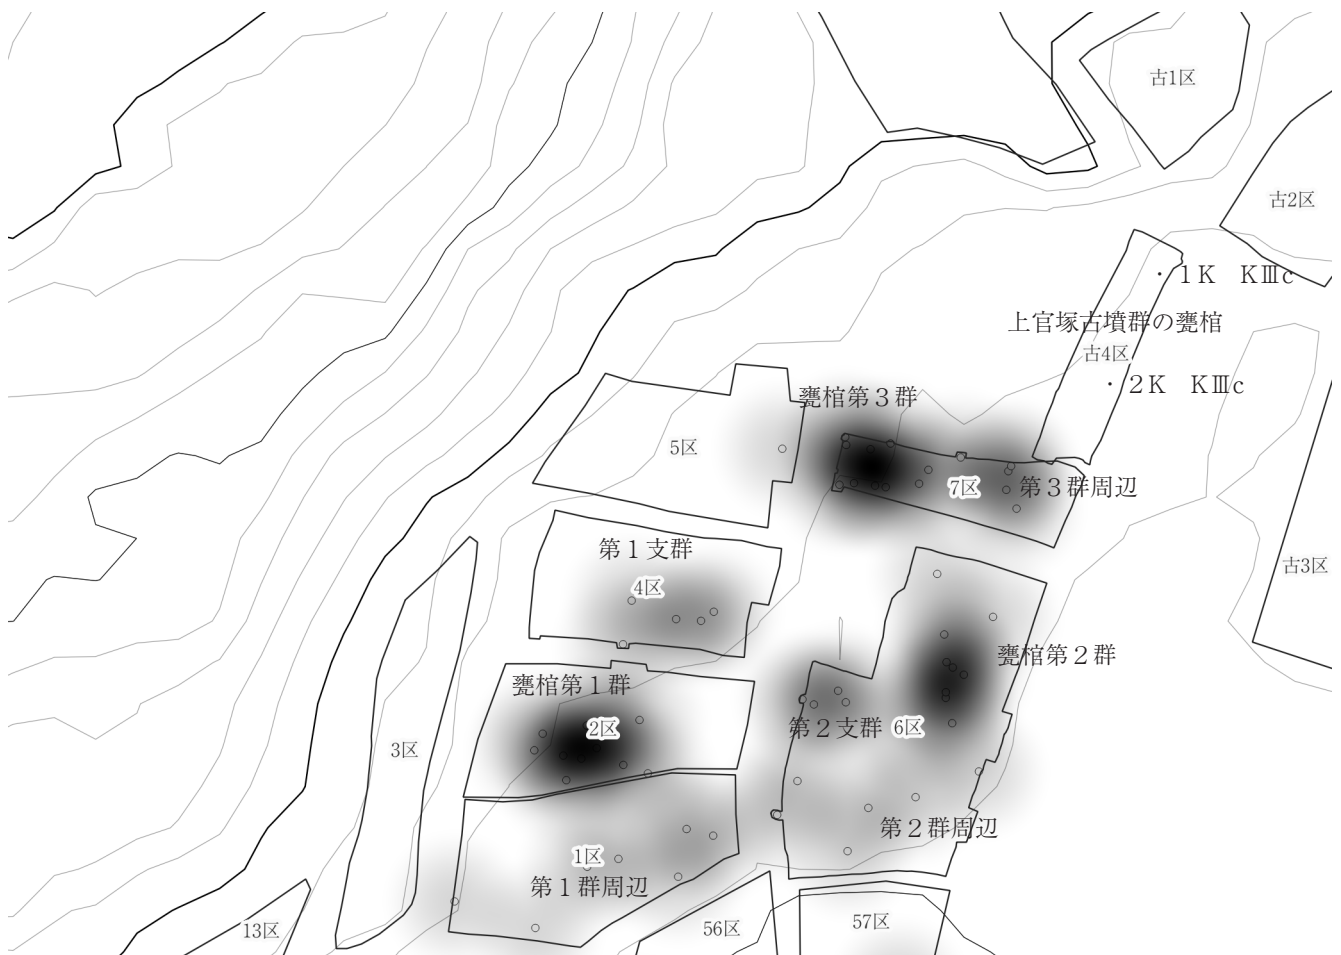 古1区
古2区
・1K KⅢc
上官塚古墳群の甕棺
古4区
・2K KⅢc
甕棺第3群
5区
7区
第3群周辺
第1支群
4区
古3区
甕棺第2群
甕棺第1群
2区
第2支群
6区
3区
第2群周辺
1区
第1群周辺
13区
56区
57区